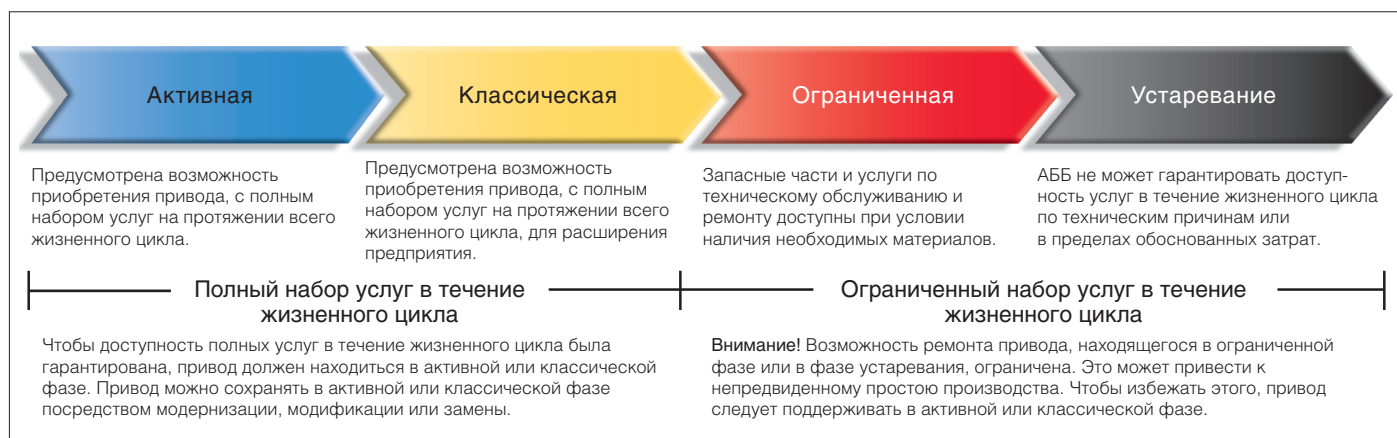 Активная
Классическая
Ограниченная
Устаревание
Предусмотрена возможность
приобретения привода, с полным
набором услуг на протяжении всего
жизненного цикла.
Предусмотрена возможность
приобретения привода, с полным
набором услуг на протяжении всего
жизненного цикла, для расширения
предприятия.
Запасные части и услуги по
техническому обслуживанию и
ремонту доступны при условии
наличия необходимых материалов.
АББ не может гарантировать доступ-
ность услуг в течение жизненного цикла
по техническим причинам или
в пределах обоснованных затрат.
Полный набор услуг в течение
жизненного цикла
Ограниченный набор услуг в течение
жизненного цикла
Чтобы доступность полных услуг в течение жизненного цикла была
гарантирована, привод должен находиться в активной или классической
фазе. Привод можно сохранять в активной или классической фазе
посредством модернизации, модификации или замены.
Внимание! Возможность ремонта привода, находящегося в ограниченной
фазе или в фазе устаревания, ограничена. Это может привести к
непредвиденному простою производства. Чтобы избежать этого, привод
следует поддерживать в активной или классической фазе.